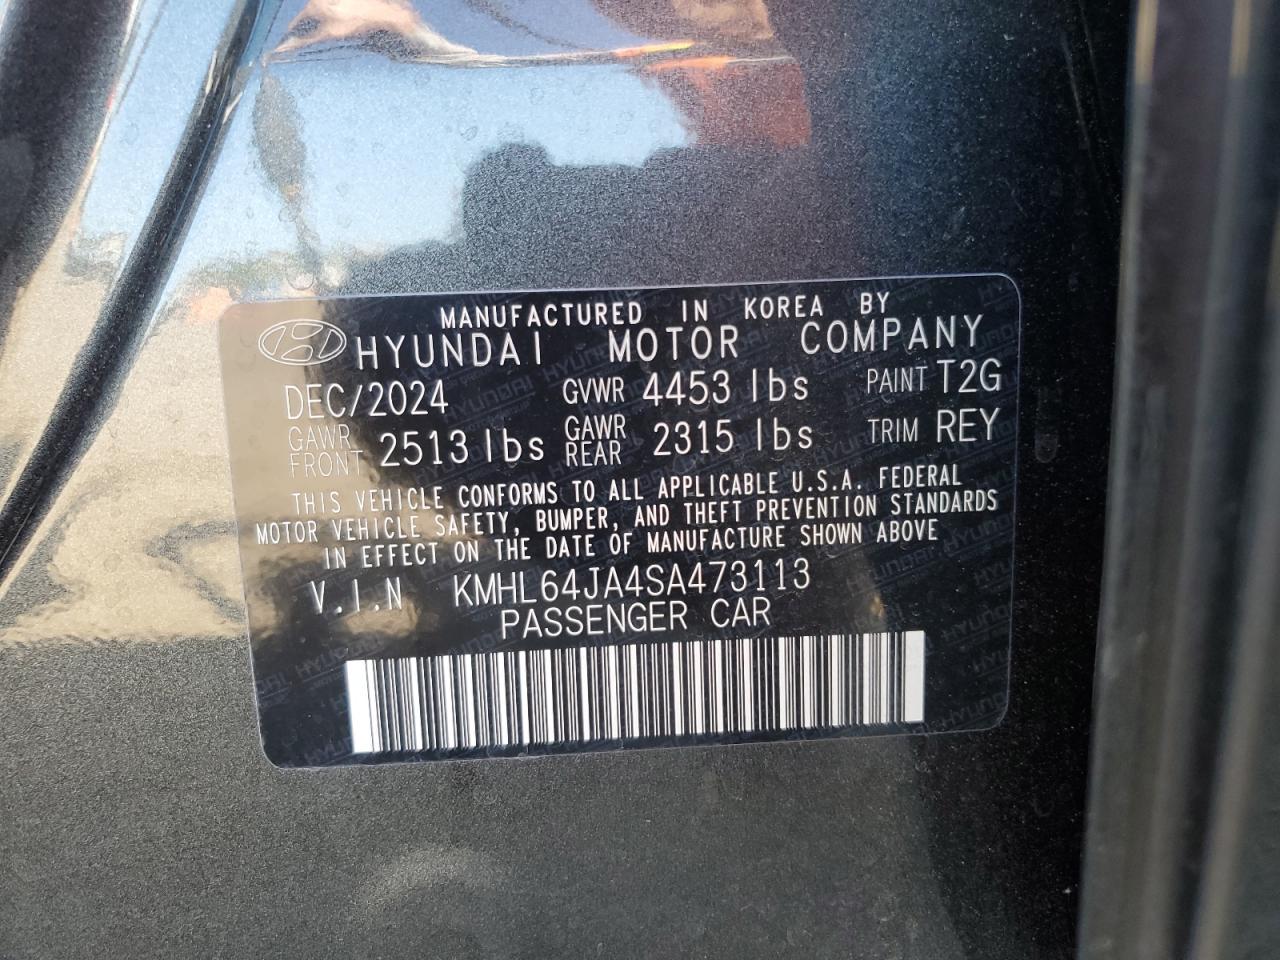 MANUFACTURED IN KOREA BY
HYUNDAI MOTOR COMPANY
DEC/2024 GVWR 4453 lbs PAINT T2G
GAWR FRONT 2513 lbs GAWR REAR 2315 lbs TRIM REY
THIS VEHICLE CONFORMS TO ALL APPLICABLE U.S.A. FEDERAL
MOTOR VEHICLE SAFETY, BUMPER, AND THEFT PREVENTION STANDARDS
IN EFFECT ON THE DATE OF MANUFACTURE SHOWN ABOVE
V.I.N KMHL64JA4SA473113
PASSENGER CAR